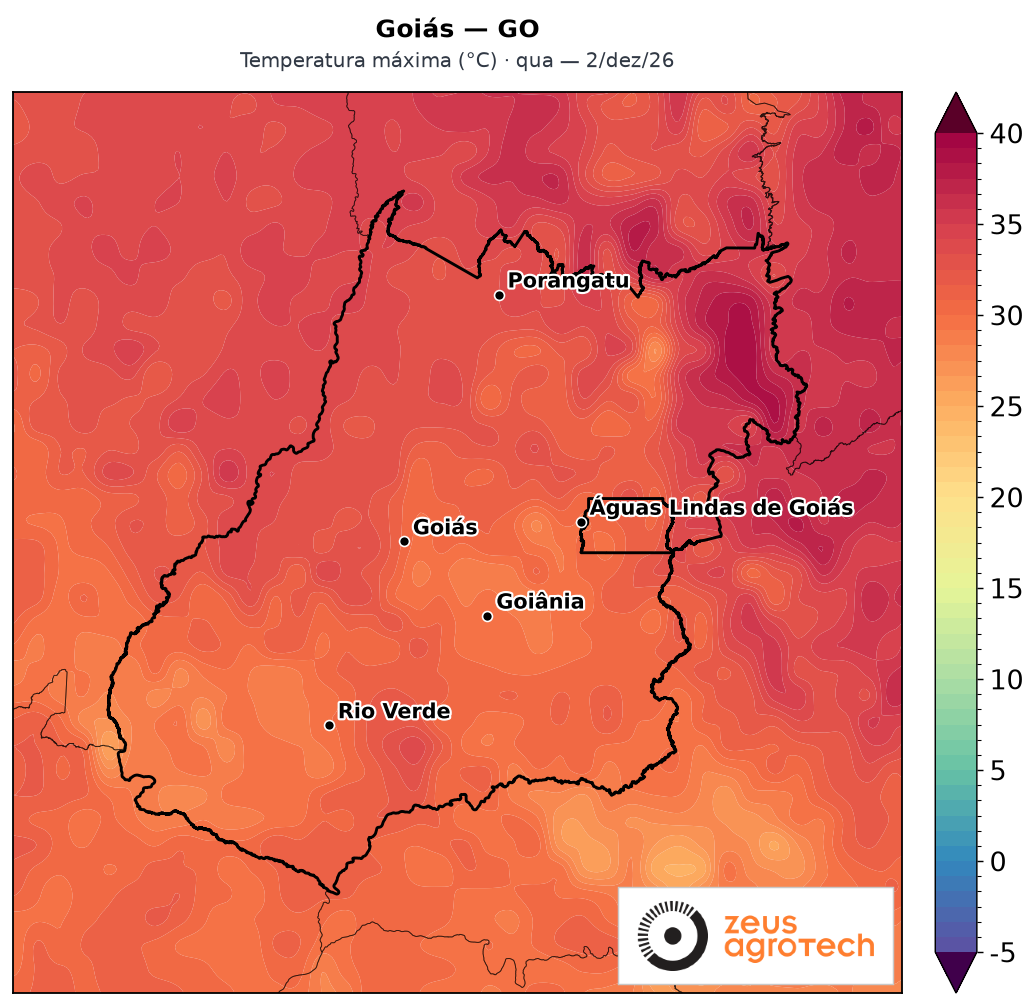 Goiás — GO
Temperatura máxima (°C) · qua — 2/dez/26
Porangatu
Águas Lindas de Goiás
Goiás
Goiânia
Rio Verde
40
35
30
25
20
15
10
5
0
-5
zeus
agrotech